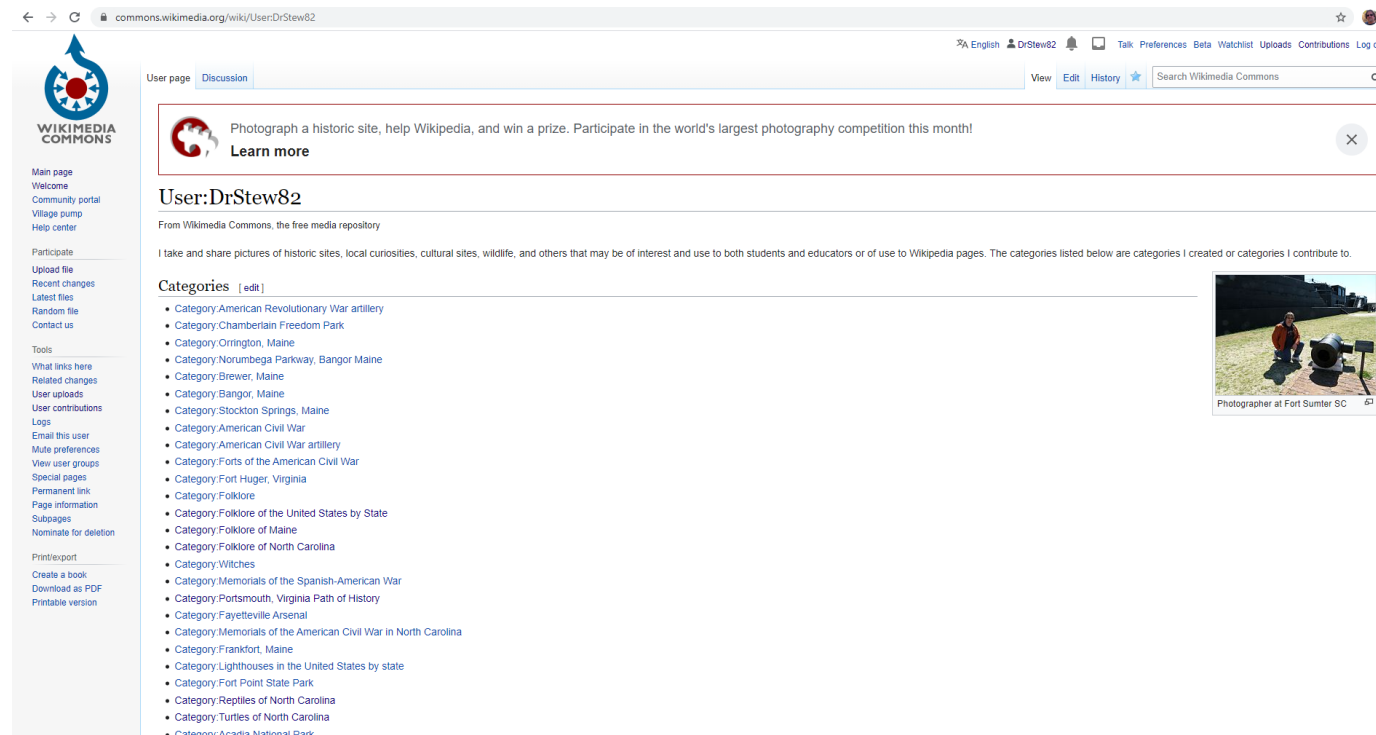 commons.wikimedia.org/wiki/User:DrStew82
English DrStew82 Talk Preferences Beta Watchlist Uploads Contributions Log
User page Discussion View Edit History Search Wikimedia Commons
WIKIMEDIA
COMMONS
Photograph a historic site, help Wikipedia, and win a prize. Participate in the world's largest photography competition this month!
Learn more
Main page
Welcome
Community portal
Village pump
Help center
Participate
Upload file
Recent changes
Latest files
Random file
Contact us
Tools
What links here
Related changes
User uploads
User contributions
Logs
Email this user
Mute preferences
View user groups
Special pages
Permanent link
Page information
Subpages
Nominate for deletion
Print/export
Create a book
Download as PDF
Printable version
User:DrStew82
From Wikimedia Commons, the free media repository
I take and share pictures of historic sites, local curiosities, cultural sites, wildlife, and others that may be of interest and use to both students and educators or of use to Wikipedia pages. The categories listed below are categories I created or categories I contribute to.
Categories [ edit ]
Category:American Revolutionary War artillery
Category:Chamberlain Freedom Park
Category:Orrington, Maine
Category:Norumbega Parkway, Bangor Maine
Category:Brewer, Maine
Category:Bangor, Maine
Category:Stockton Springs, Maine
Category:American Civil War
Category:American Civil War artillery
Category:Forts of the American Civil War
Category:Fort Huger, Virginia
Category:Folklore
Category:Folklore of the United States by State
Category:Folklore of Maine
Category:Folklore of North Carolina
Category:Witches
Category:Memorials of the Spanish-American War
Category:Portsmouth, Virginia Path of History
Category:Fayetteville Arsenal
Category:Memorials of the American Civil War in North Carolina
Category:Frankfort, Maine
Category:Lighthouses in the United States by state
Category:Fort Point State Park
Category:Reptiles of North Carolina
Category:Turtles of North Carolina
Category:Acadia National Park
Photographer at Fort Sumter SC